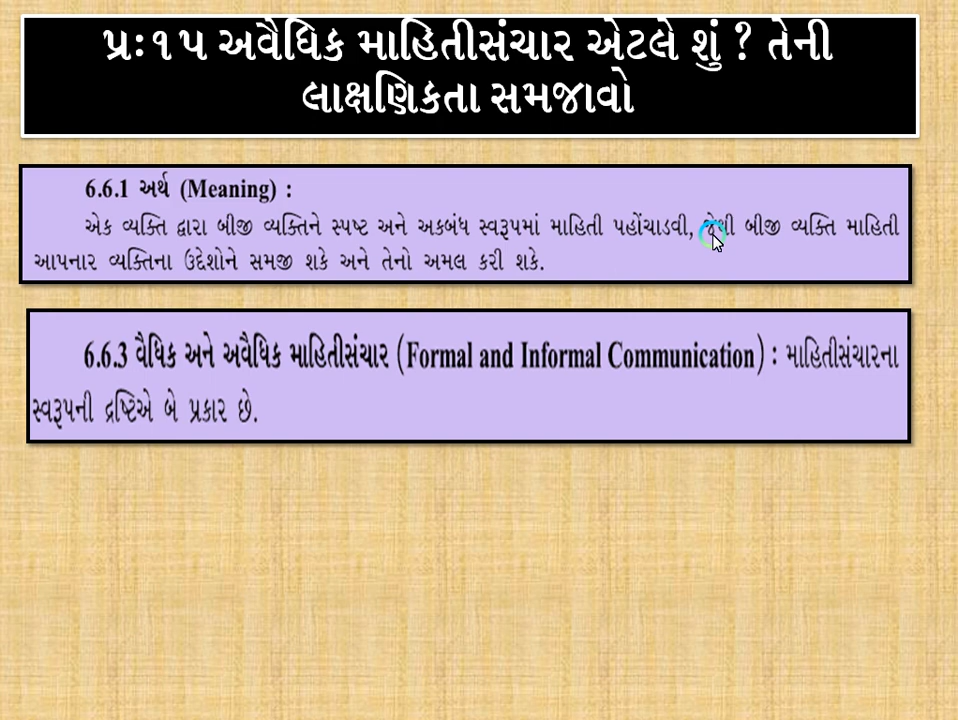 પ્રઃ૧૫ અવૈધિક માહિતીસંચાર એટલે શું ? તેની
લાક્ષણિકતા સમજાવો
6.6.1 અર્થ (Meaning) :
એક વ્યક્તિ દ્વારા બીજી વ્યક્તિને સ્પષ્ટ અને અકબંધ સ્વરૂપમાં માહિતી પહોંચાડવી, જેથી બીજી વ્યક્તિ માહિતી
આપનાર વ્યક્તિના ઉદ્દેશોને સમજી શકે અને તેનો અમલ કરી શકે.
6.6.3 વૈધિક અને અવૈધિક માહિતીસંચાર (Formal and Informal Communication) : માહિતીસંચારના
સ્વરૂપની દ્રષ્ટિએ બે પ્રકાર છે.